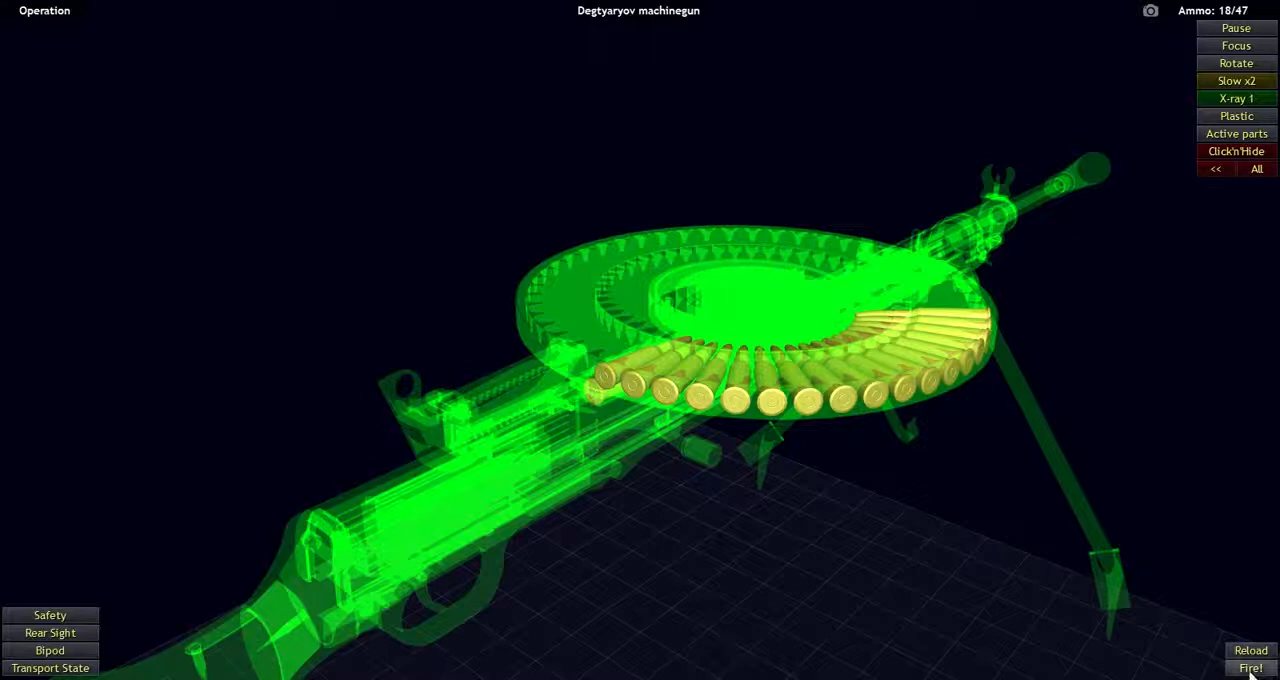 Operation
Degtyaryov machinegun
Ammo: 18/47
Pause
Focus
Rotate
Slow x2
X-ray 1
Plastic
Active parts
Click'n'Hide
<< All
Safety
Rear Sight
Bipod
Transport State
Reload
Fire!